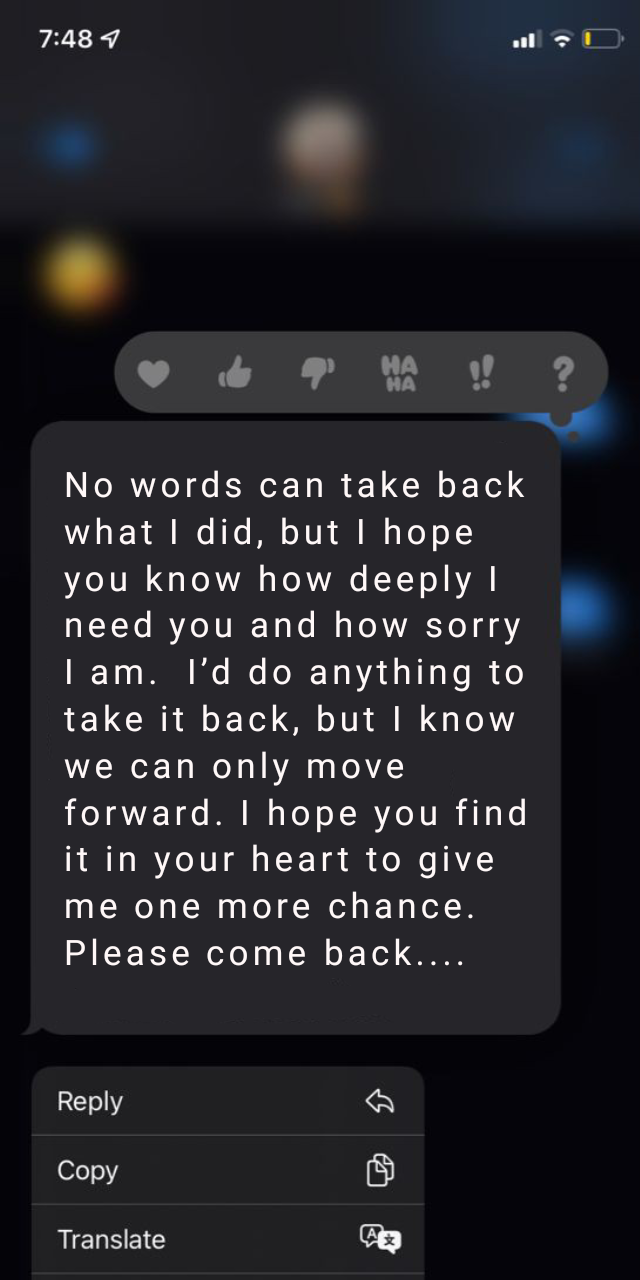 7:48
HA
HA
!!
?
No words can take back
what I did, but I hope
you know how deeply I
need you and how sorry
I am.  I’d do anything to
take it back, but I know
we can only move
forward. I hope you find
it in your heart to give
me one more chance.
Please come back....
Reply
Copy
Translate
A 文